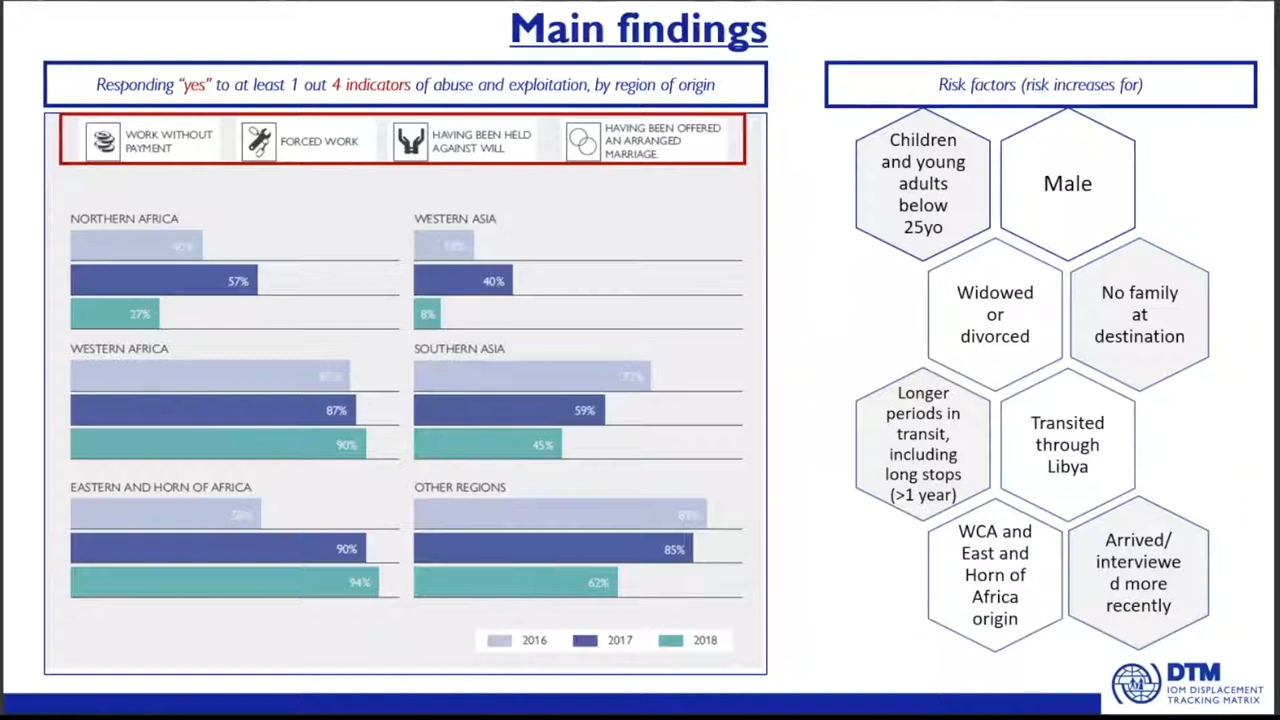 Main findings
Responding "yes" to at least 1 out 4 indicators of abuse and exploitation, by region of origin
WORK WITHOUT
PAYMENT
FORCED WORK
HAVING BEEN HELD
AGAINST WILL
HAVING BEEN OFFERED
AN ARRANGED
MARRIAGE.
NORTHERN AFRICA
57%
27%
WESTERN ASIA
40%
8%
WESTERN AFRICA
87%
90%
SOUTHERN ASIA
59%
45%
EASTERN AND HORN OF AFRICA
90%
94%
OTHER REGIONS
85%
62%
2016
2017
2018
Risk factors (risk increases for)
Children
and young
adults
below
25yo
Male
Widowed
or
divorced
No family
at
destination
Longer
periods in
transit,
including
long stops
(>1 year)
Transited
through
Libya
WCA and
East and
Horn of
Africa
origin
Arrived/
interviewe
d more
recently
DTM
IOM DISPLACEMENT
TRACKING MATRIX